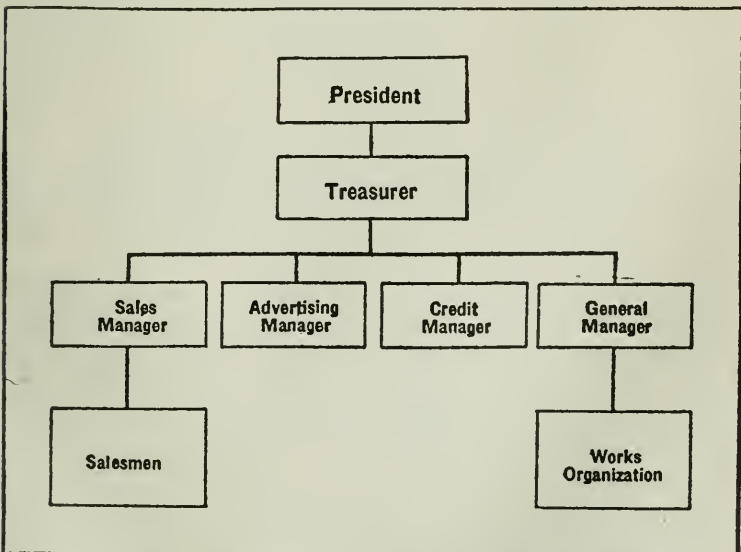 President
Treasurer
Sales
Manager
Advertising
Manager
Credit
Manager
General
Manager
Salesmen
Works
Organization